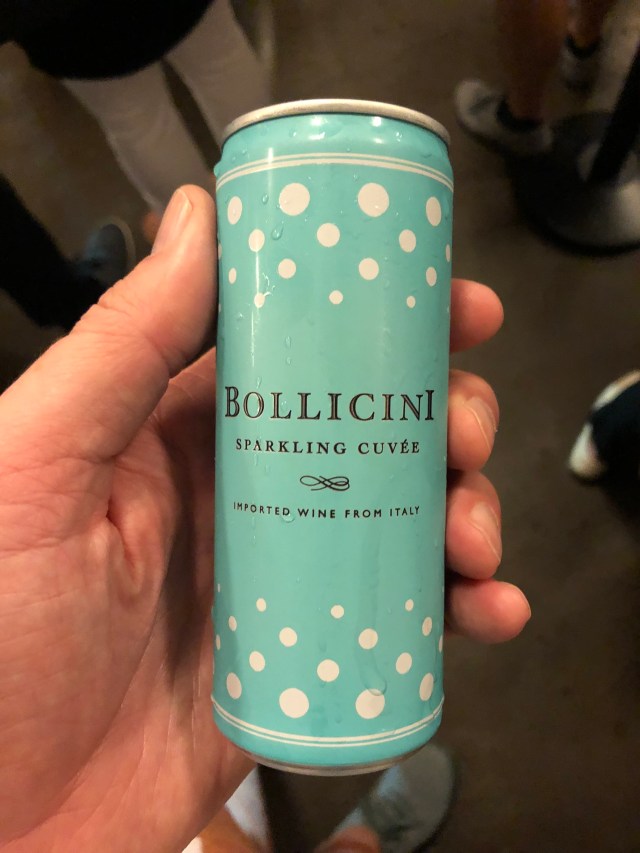 BOLLICINI
SPARKLING CUVÉE
IMPORTED WINE FROM ITALY